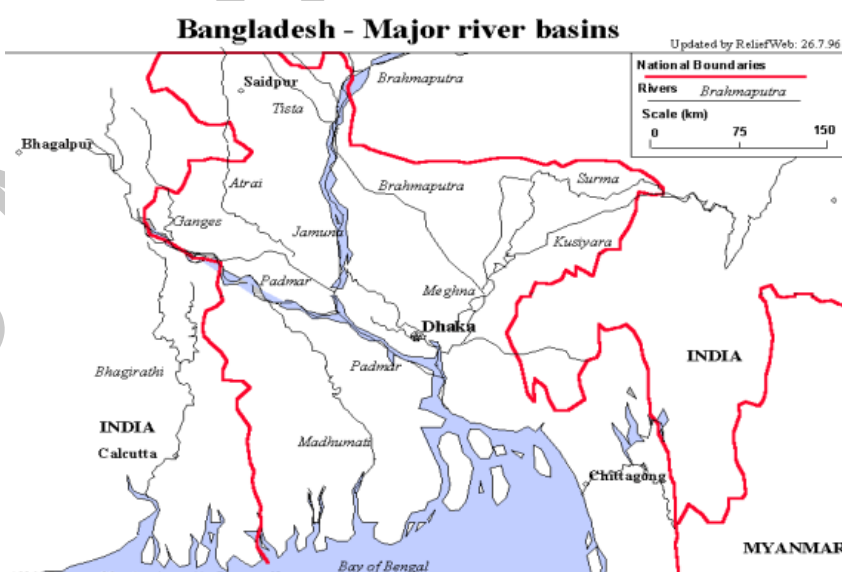 Bangladesh - Major river basins
Updated by ReliefWeb: 26.7.96
National Boundaries
Rivers Brahmaputra
Scale (km)
0 75 150
Brahmaputra
Saidpur
Tista
Bhagalpur
Atrai
Brahmaputra
Surma
Ganges
Jamuna
Kusiyara
Padmar
Meghna
Dhaka
INDIA
Padmar
Bhagirathi
INDIA
Madhumati
Calcutta
Chittagong
MYANMAR
Bay of Bengal